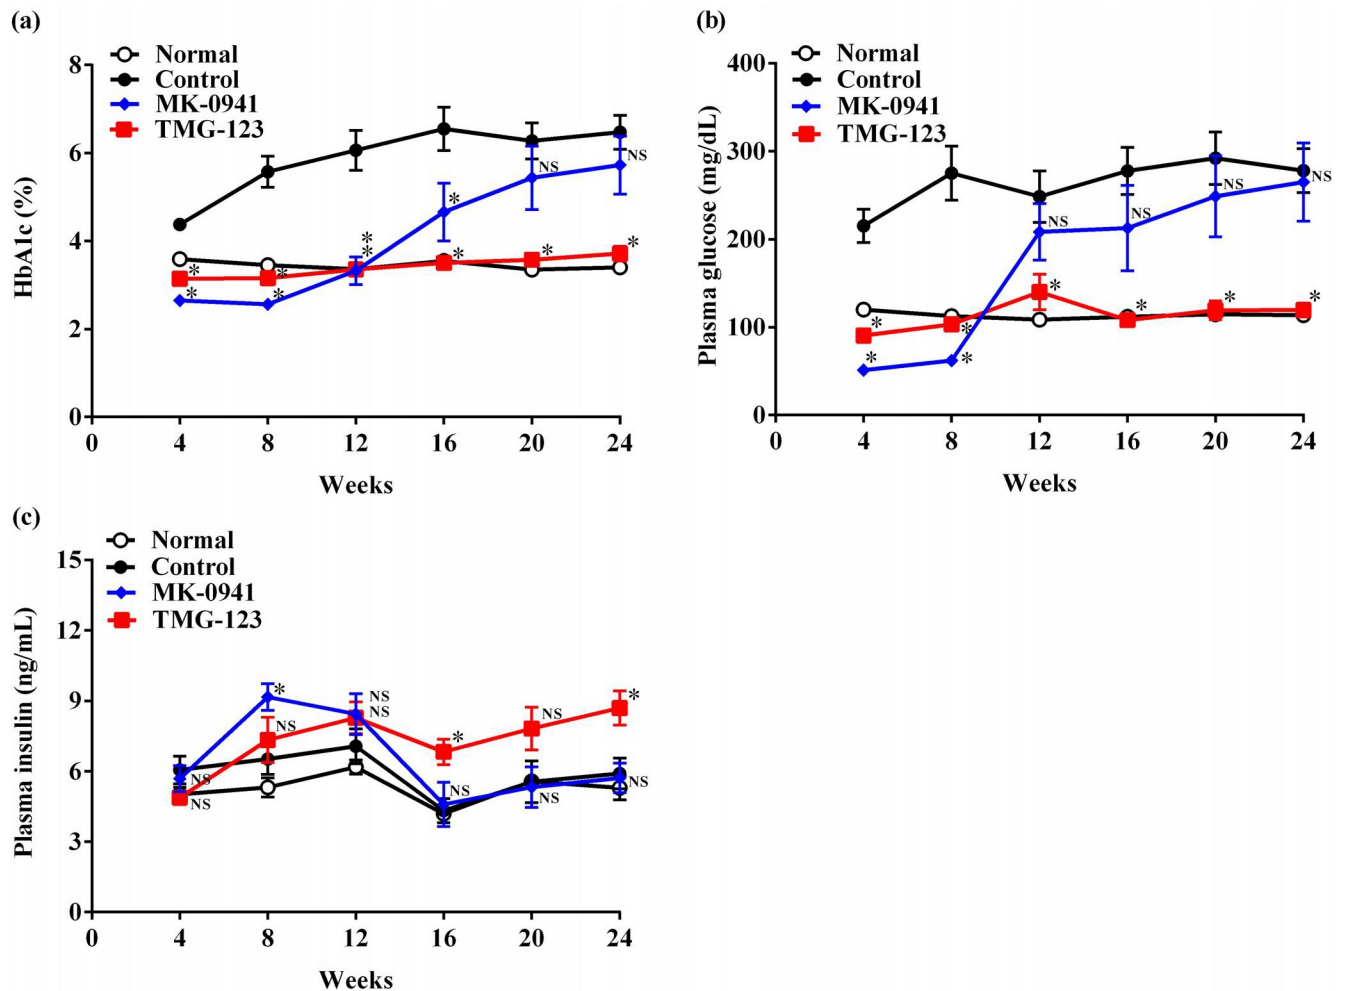 (a)
Normal
Control
MK-0941
TMG-123
HbA1c (%)
8
6
4
2
0
0 4 8 12 16 20 24
Weeks
* * * * * * * * * NS NS *
(b)
Normal
Control
MK-0941
TMG-123
Plasma glucose (mg/dL)
400
300
200
100
0
0 4 8 12 16 20 24
Weeks
* * * * NS * NS * NS * NS *
(c)
Normal
Control
MK-0941
TMG-123
Plasma insulin (ng/mL)
15
12
9
6
3
0
0 4 8 12 16 20 24
Weeks
NS NS * NS NS NS * NS NS NS * NS